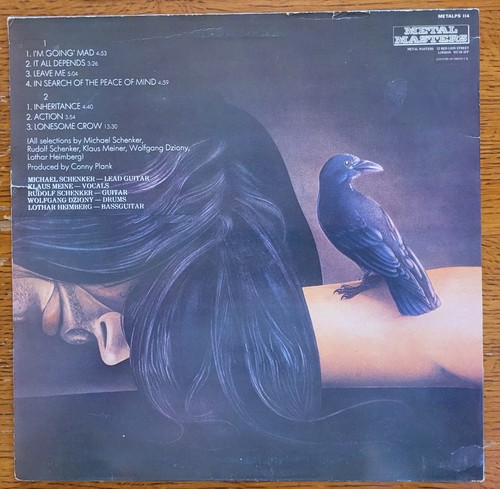 METALPS 114
METAL
MASTERS
METAL MASTERS
1
1. I'M GOING' MAD 4:53
2. IT ALL DEPENDS 3:26
3. LEAVE ME 5:04
4. IN SEARCH OF THE PEACE OF MIND 4:59
2
1. INHERITANCE 4:40
2. ACTION 3:54
3. LONESOME CROW 13:30
(All selections by Michael Schenker,
Rudolf Schenker, Klaus Meiner, Wolfgang Dziony,
Lothar Heimberg)
Produced by Conny Plank
MICHAEL SCHENKER — LEAD GUITAR
KLAUS MEINE — VOCALS
RUDOLF SCHENKER — GUITAR
WOLFGANG DZIONY — DRUMS
LOTHAR HEIMBERG — BASSGUITAR